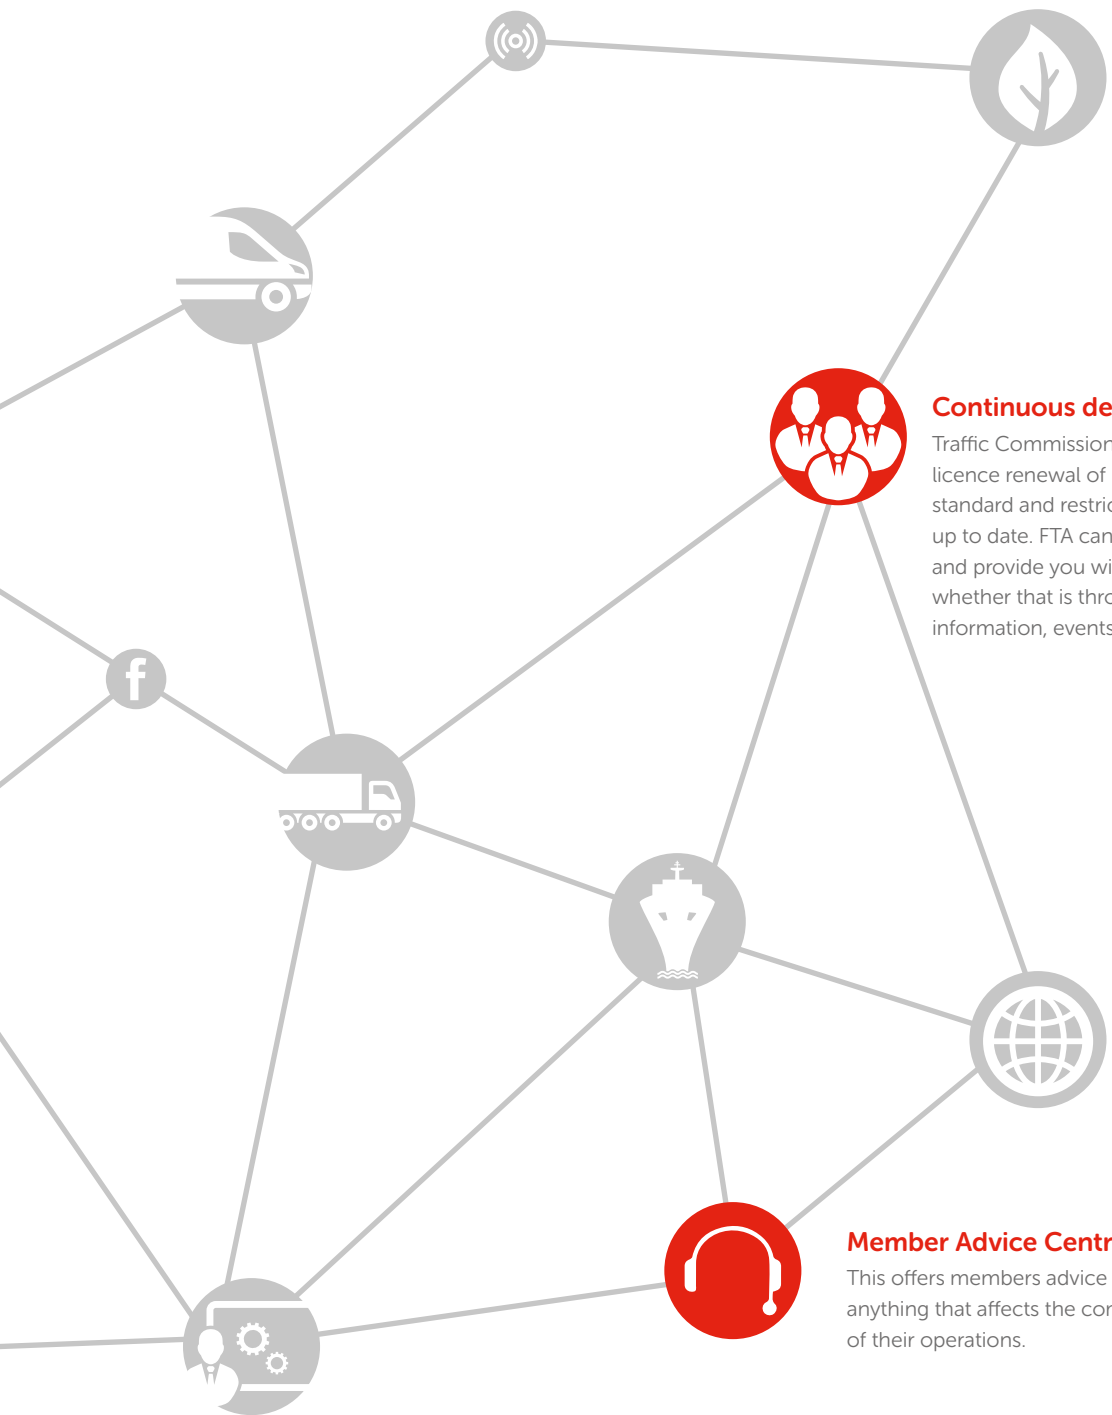 Continuous de
Traffic Commission
licence renewal of
standard and restric
up to date. FTA can
and provide you wi
whether that is thro
information, events
f
Member Advice Centr
This offers members advice
anything that affects the cor
of their operations.